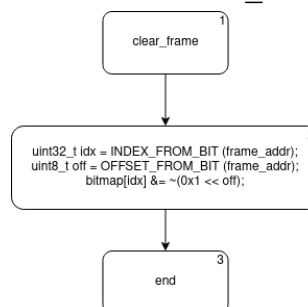 1
clear_frame
uint32_t idx = INDEX_FROM_BIT (frame_addr);
uint8_t off = OFFSET_FROM_BIT (frame_addr);
bitmap[idx] &= ~(0x1 << off);
3
end